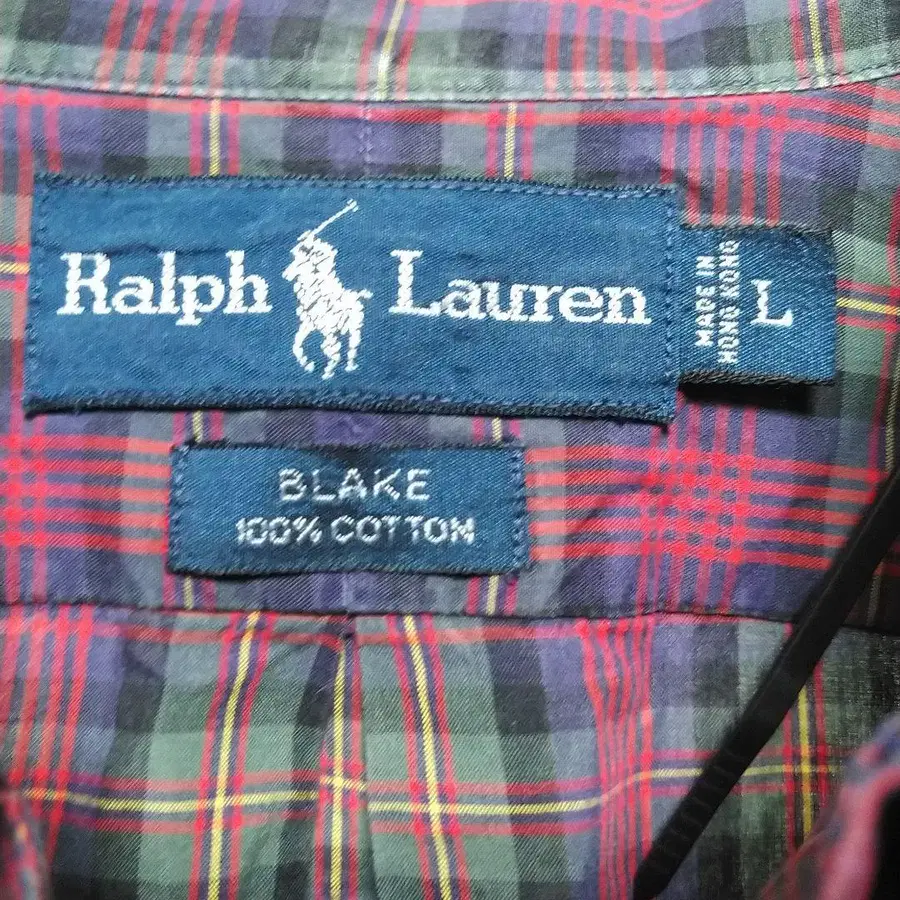 Ralph Lauren
MADE IN
HONG KONG
L
BLAKE
100% COTTON